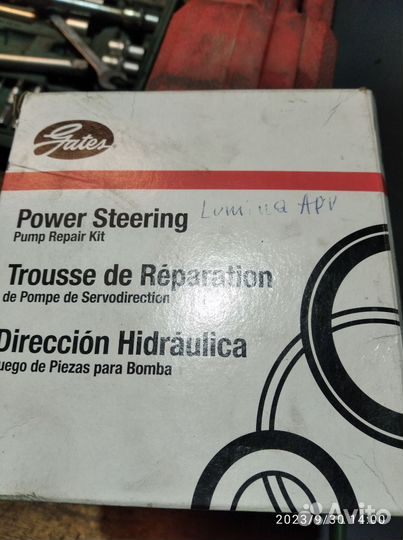 Gates
Lumina APV
Power Steering
Pump Repair Kit
Trousse de Réparation
de Pompe de Servodirection
Dirección Hidráulica
uego de Piezas para Bomba
Avito
2023/9/30 14:00